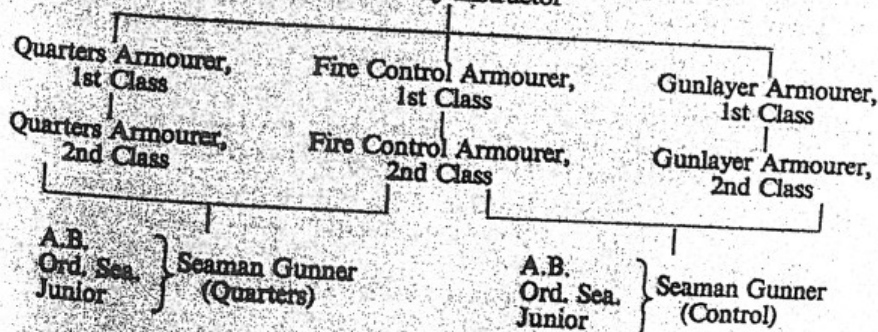 Quarters Armourer,
1st Class
Fire Control Armourer,
1st Class
Gunlayer Armourer,
1st Class
Quarters Armourer,
2nd Class
Fire Control Armourer,
2nd Class
Gunlayer Armourer,
2nd Class
A.B.
Ord. Sea.
Junior
Seaman Gunner
(Quarters)
A.B.
Ord. Sea.
Junior
Seaman Gunner
(Control)